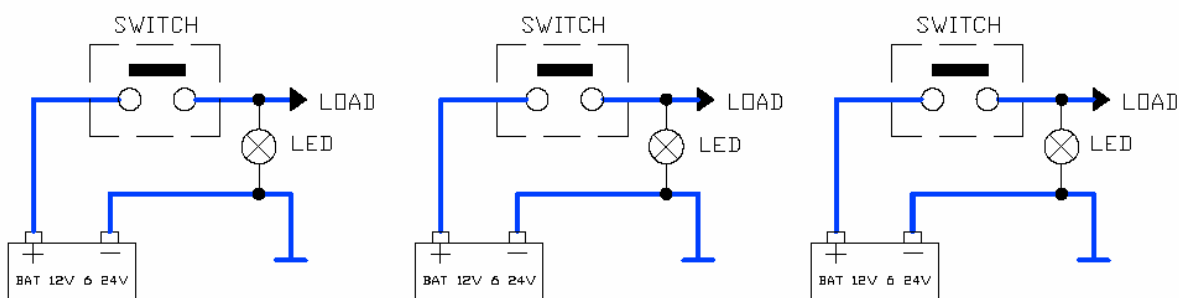 SWITCH SWITCH SWITCH
LOAD LOAD LOAD
LED LED LED
+ − + − + −
BAT 12V 6 24V BAT 12V 6 24V BAT 12V 6 24V